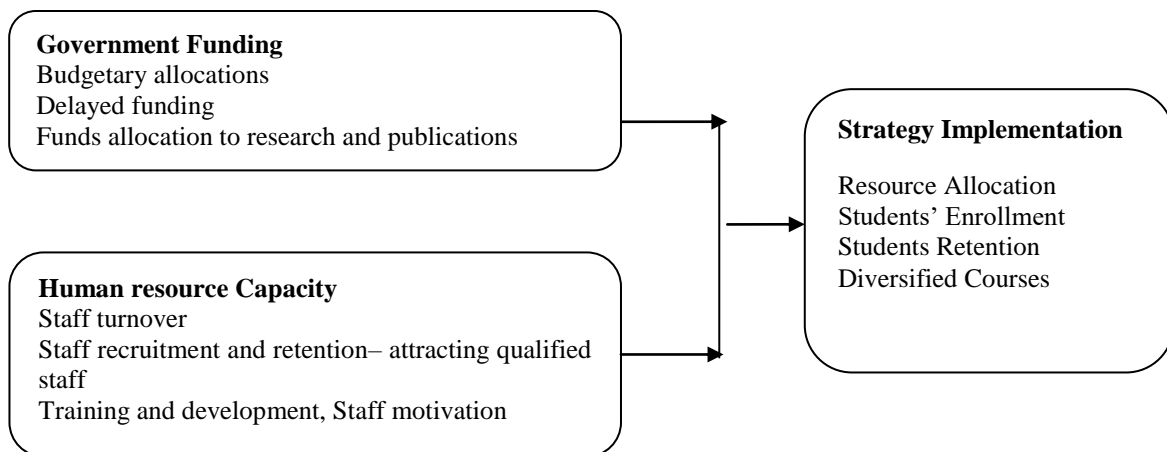 Government Funding
Budgetary allocations
Delayed funding
Funds allocation to research and publications
Human resource Capacity
Staff turnover
Staff recruitment and retention– attracting qualified
staff
Training and development, Staff motivation
Strategy Implementation
Resource Allocation
Students’ Enrollment
Students Retention
Diversified Courses